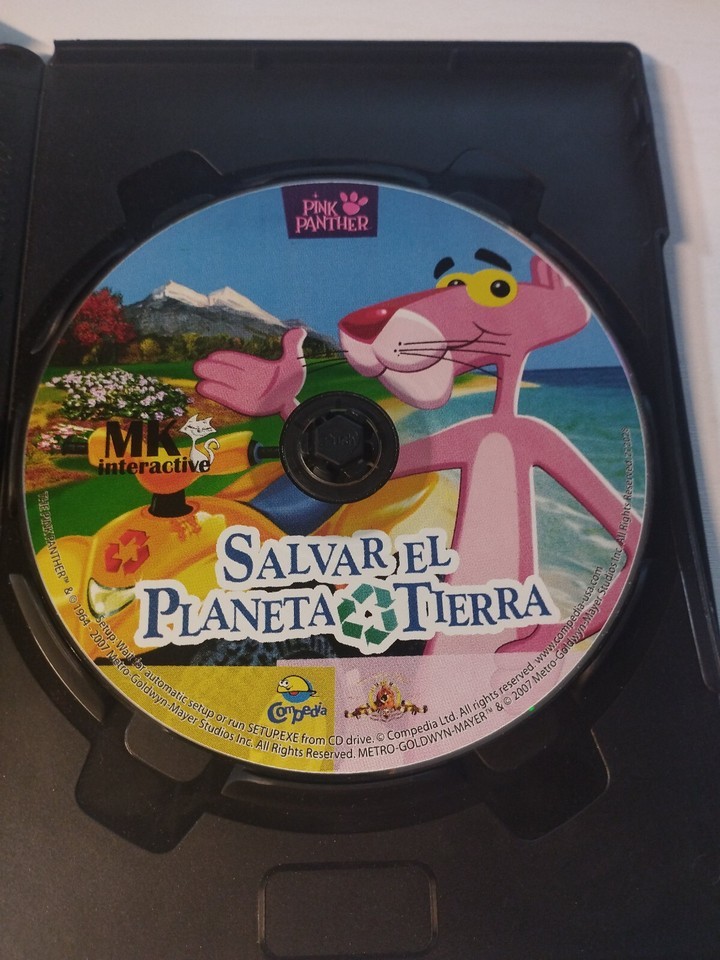 PINK
PANTHER
MK
interactive
SALVAR EL
PLANETA TIERRA
Compedia
PANTHER™ & © 1964 - 2007 Metro-Goldwyn-Mayer Studios Inc. All Rights Reserved. METRO-GOLDWYN-MAYER™ & © 2007 Metro-Goldwyn-Mayer Studios Inc. All Rights Reserved
Setup: Wait for automatic setup or run SETUP.EXE from CD drive. © Compedia Ltd. All rights reserved. www.compedia-usa.com